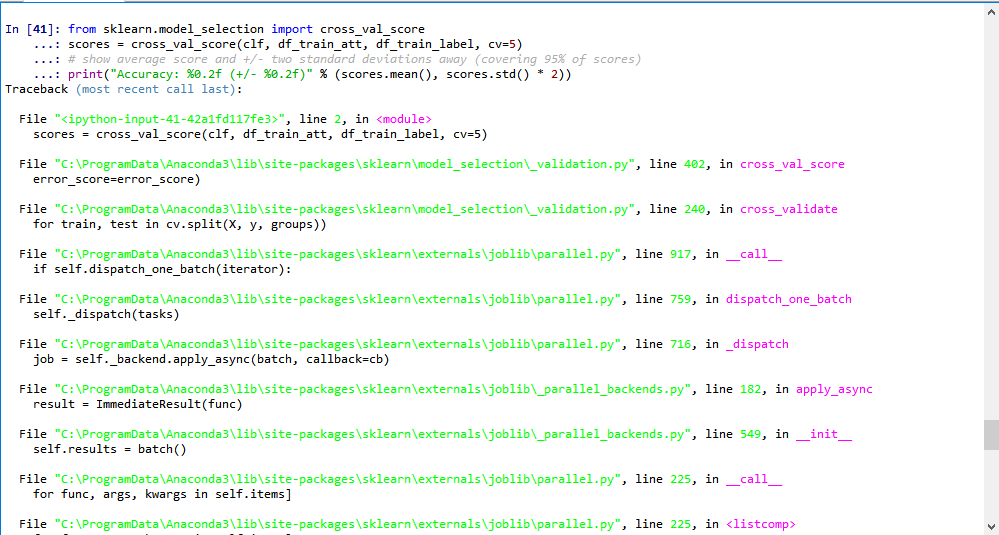 In [41]: from sklearn.model_selection import cross_val_score
    ...: scores = cross_val_score(clf, df_train_att, df_train_label, cv=5)
    ...: # show average score and +/- two standard deviations away (covering 95% of scores)
    ...: print("Accuracy: %0.2f (+/- %0.2f)" % (scores.mean(), scores.std() * 2))
Traceback (most recent call last):
  File "<ipython-input-41-42a1fd117fe3>", line 2, in <module>
    scores = cross_val_score(clf, df_train_att, df_train_label, cv=5)
  File "C:\ProgramData\Anaconda3\lib\site-packages\sklearn\model_selection\_validation.py", line 402, in cross_val_score
    error_score=error_score)
  File "C:\ProgramData\Anaconda3\lib\site-packages\sklearn\model_selection\_validation.py", line 240, in cross_validate
    for train, test in cv.split(X, y, groups))
  File "C:\ProgramData\Anaconda3\lib\site-packages\sklearn\externals\joblib\parallel.py", line 917, in __call__
    if self.dispatch_one_batch(iterator):
  File "C:\ProgramData\Anaconda3\lib\site-packages\sklearn\externals\joblib\parallel.py", line 759, in dispatch_one_batch
    self._dispatch(tasks)
  File "C:\ProgramData\Anaconda3\lib\site-packages\sklearn\externals\joblib\parallel.py", line 716, in _dispatch
    job = self._backend.apply_async(batch, callback=cb)
  File "C:\ProgramData\Anaconda3\lib\site-packages\sklearn\externals\joblib\_parallel_backends.py", line 182, in apply_async
    result = ImmediateResult(func)
  File "C:\ProgramData\Anaconda3\lib\site-packages\sklearn\externals\joblib\_parallel_backends.py", line 549, in __init__
    self.results = batch()
  File "C:\ProgramData\Anaconda3\lib\site-packages\sklearn\externals\joblib\parallel.py", line 225, in __call__
    for func, args, kwargs in self.items]
  File "C:\ProgramData\Anaconda3\lib\site-packages\sklearn\externals\joblib\parallel.py", line 225, in <listcomp>